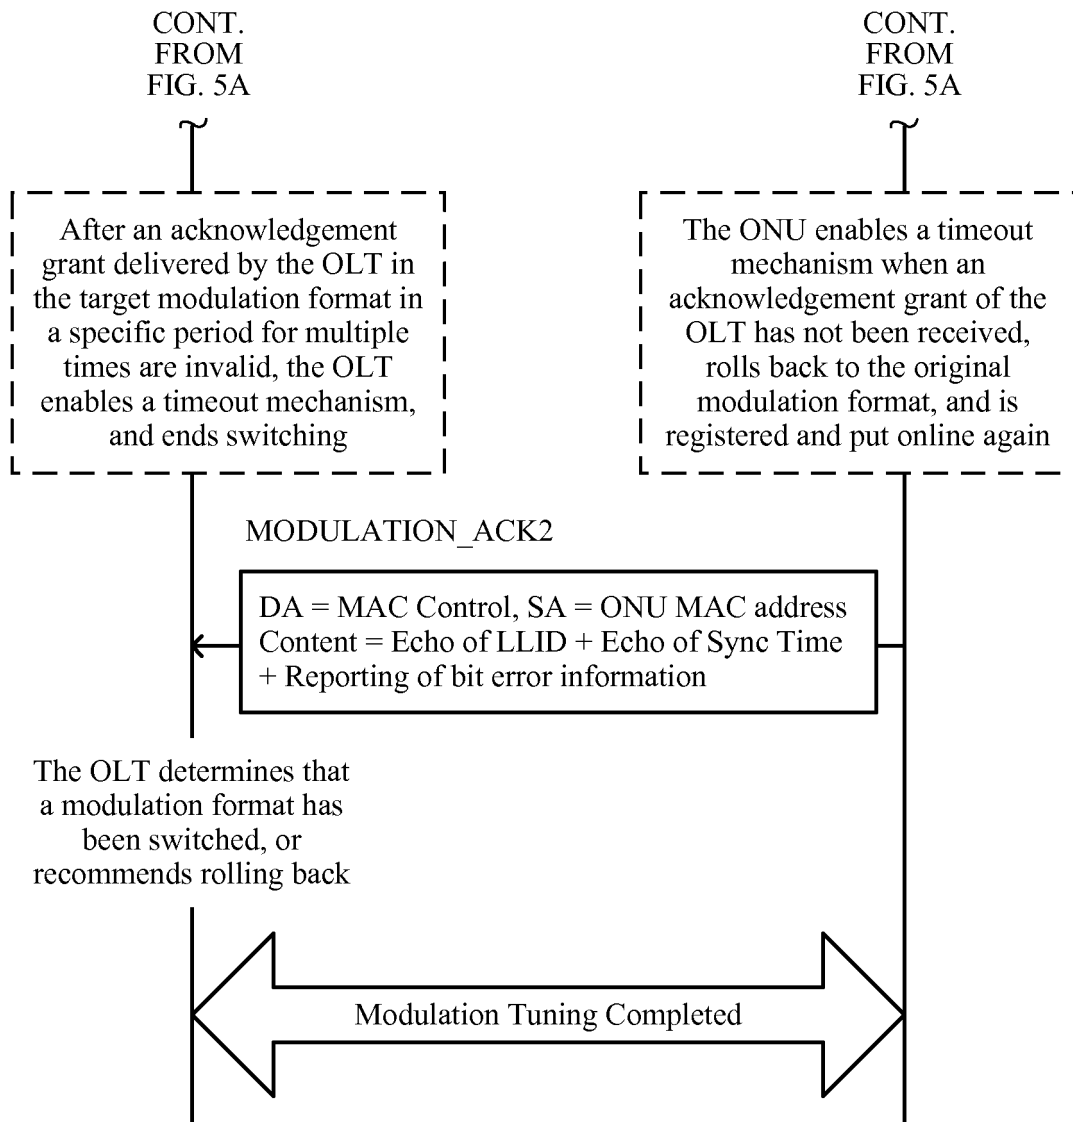 CONT.
FROM
FIG. 5A
CONT.
FROM
FIG. 5A
After an acknowledgement
grant delivered by the OLT in
the target modulation format in
a specific period for multiple
times are invalid, the OLT
enables a timeout mechanism,
and ends switching
The ONU enables a timeout
mechanism when an
acknowledgement grant of the
OLT has not been received,
rolls back to the original
modulation format, and is
registered and put online again
MODULATION_ACK2
DA = MAC Control, SA = ONU MAC address
Content = Echo of LLID + Echo of Sync Time
+ Reporting of bit error information
The OLT determines that
a modulation format has
been switched, or
recommends rolling back
Modulation Tuning Completed